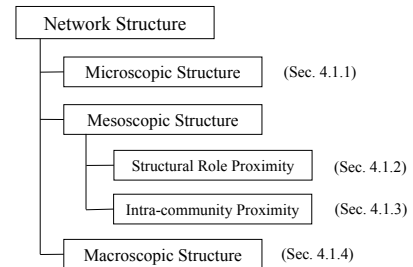 Network Structure
Microscopic Structure (Sec. 4.1.1)
Mesoscopic Structure
Structural Role Proximity (Sec. 4.1.2)
Intra-community Proximity (Sec. 4.1.3)
Macroscopic Structure (Sec. 4.1.4)